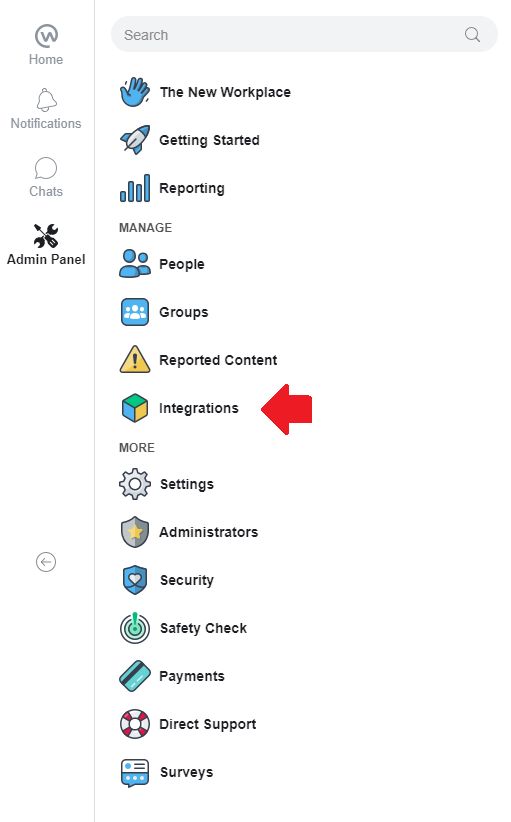 Home
Notifications
Chats
Admin Panel
Search
The New Workplace
Getting Started
Reporting
MANAGE
People
Groups
Reported Content
Integrations
MORE
Settings
Administrators
Security
Safety Check
Payments
Direct Support
Surveys